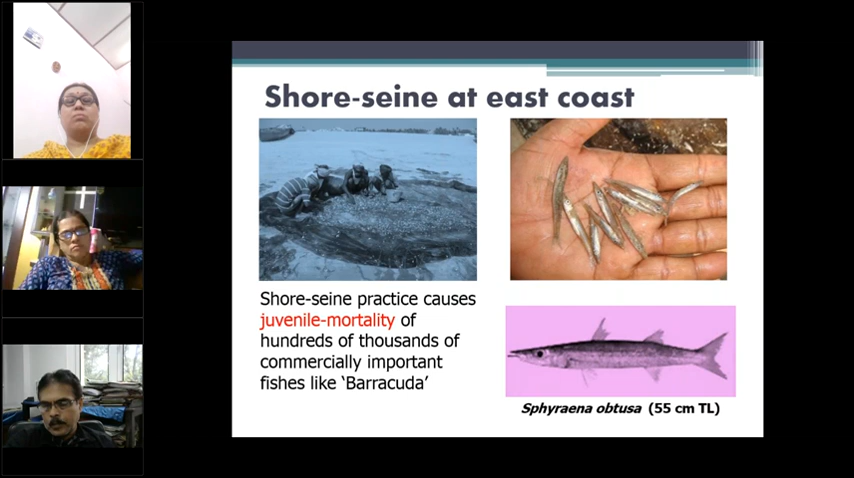 Shore-seine at east coast
Shore-seine practice causes
juvenile-mortality of
hundreds of thousands of
commercially important
fishes like ‘Barracuda’
Sphyraena obtusa (55 cm TL)